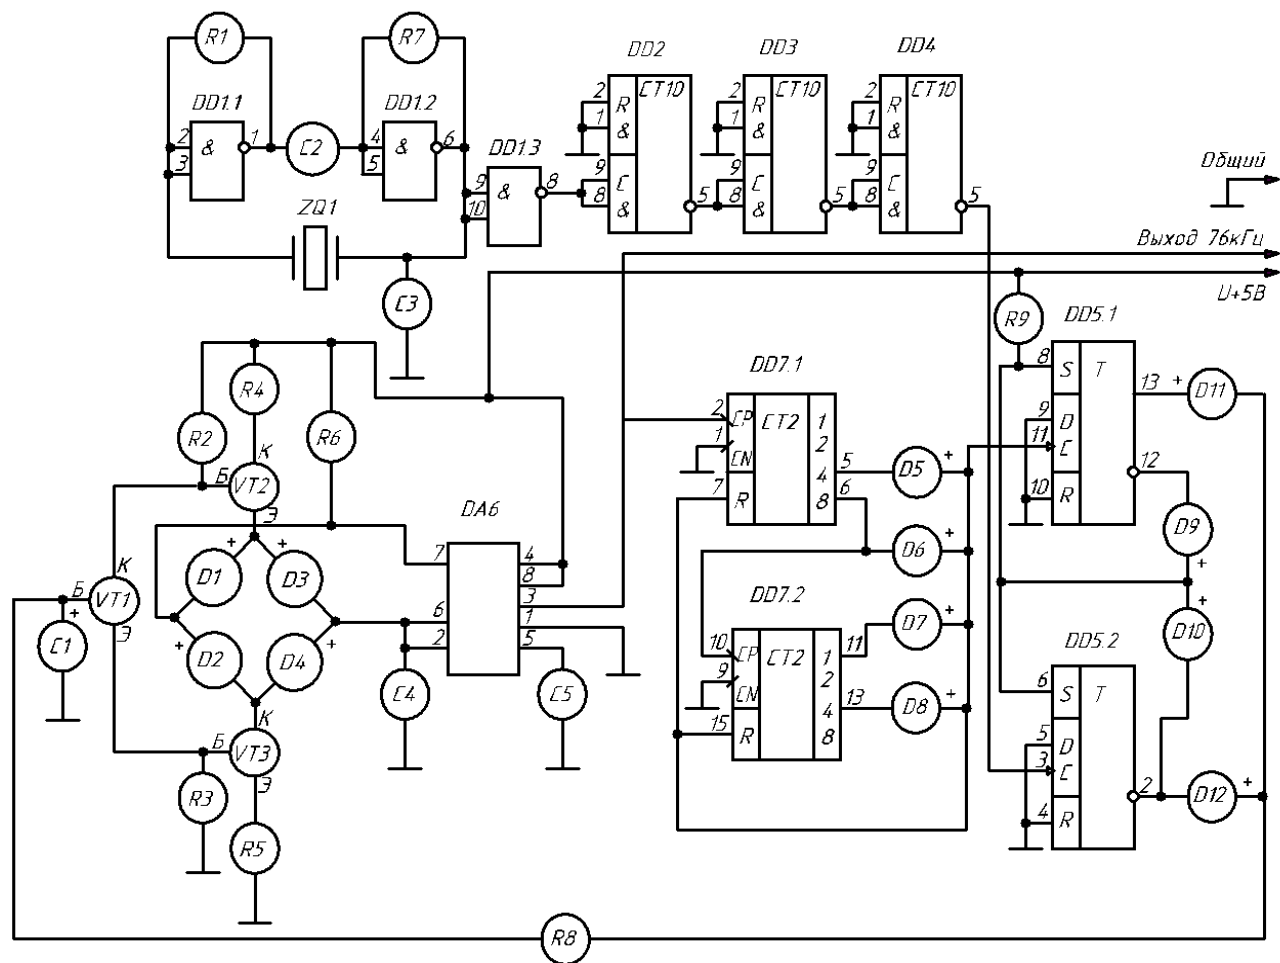 R1 R7
DD2 DD3 DD4
DD1.1 DD1.2
2 3 & 1 C2 4 5 & 6
DD1.3
9 10 & 8
2 1 R & CT10 9 8 C & 5
2 1 R & CT10 9 8 C & 5
2 1 R & CT10 9 8 C & 5
ZQ1
C3
Общий
Выход 76кГц
U+5В
R9
DD5.1
8 S T 13 + D11
9 D
11 C 12
10 R
D9
+
+
D10
DD5.2
6 S T
5 D
3 C 2 D12 +
4 R
R4
R2 R6
К
Б VT2
Э
+ +
D1 D3
К
Б VT1
+ Э
C1
+ +
D2 D4
К
Б VT3
Э
R3
R5
DA6
7 4
8
6 3
2 1
5
C4 C5
DD7.1
2 CP CT2 1
1 2
CN 4 5 D5 +
7 R 8 6
D6 +
DD7.2
10 CP CT2 1 11 D7 +
9 2
CN 4 13 D8 +
15 R 8
R8